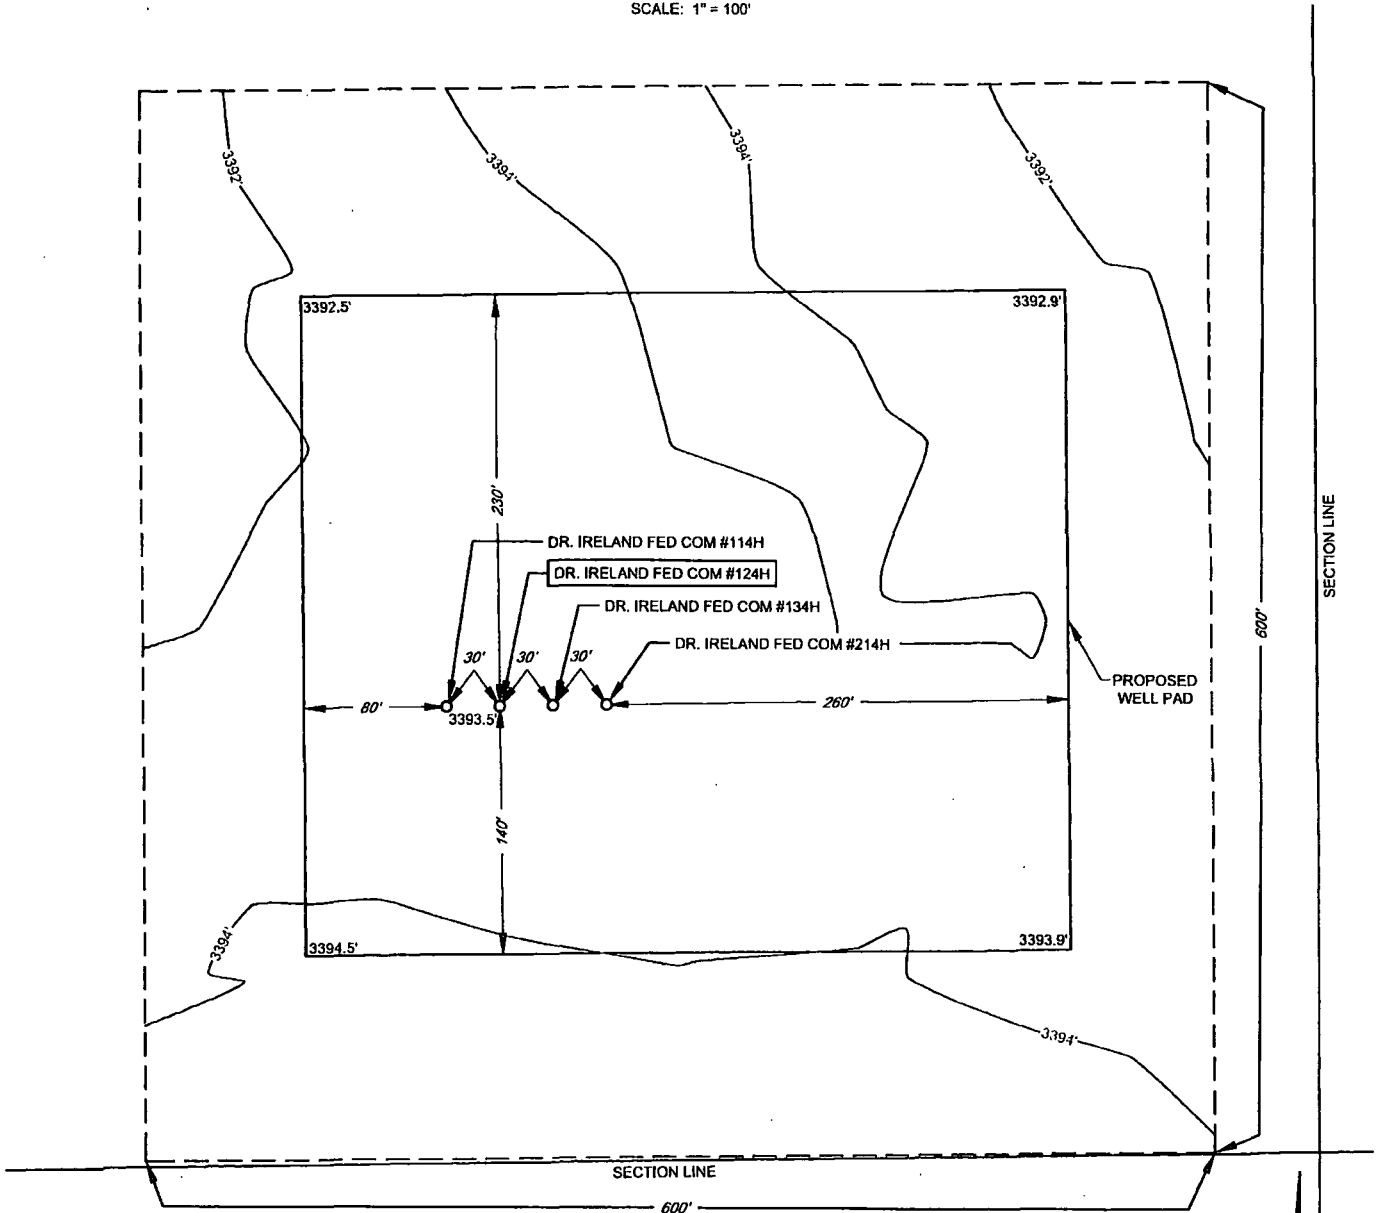 SCALE: 1" = 100'
3392'
3394'
3394'
3392'
3392.5'
3392.9'
230'
DR. IRELAND FED COM #114H
DR. IRELAND FED COM #124H
DR. IRELAND FED COM #134H
DR. IRELAND FED COM #214H
30'
30'
30'
80'
3393.5'
260'
PROPOSED
WELL PAD
SECTION LINE
600'
140'
3394'
3394.5'
3393.9'
3394'
SECTION LINE
600'